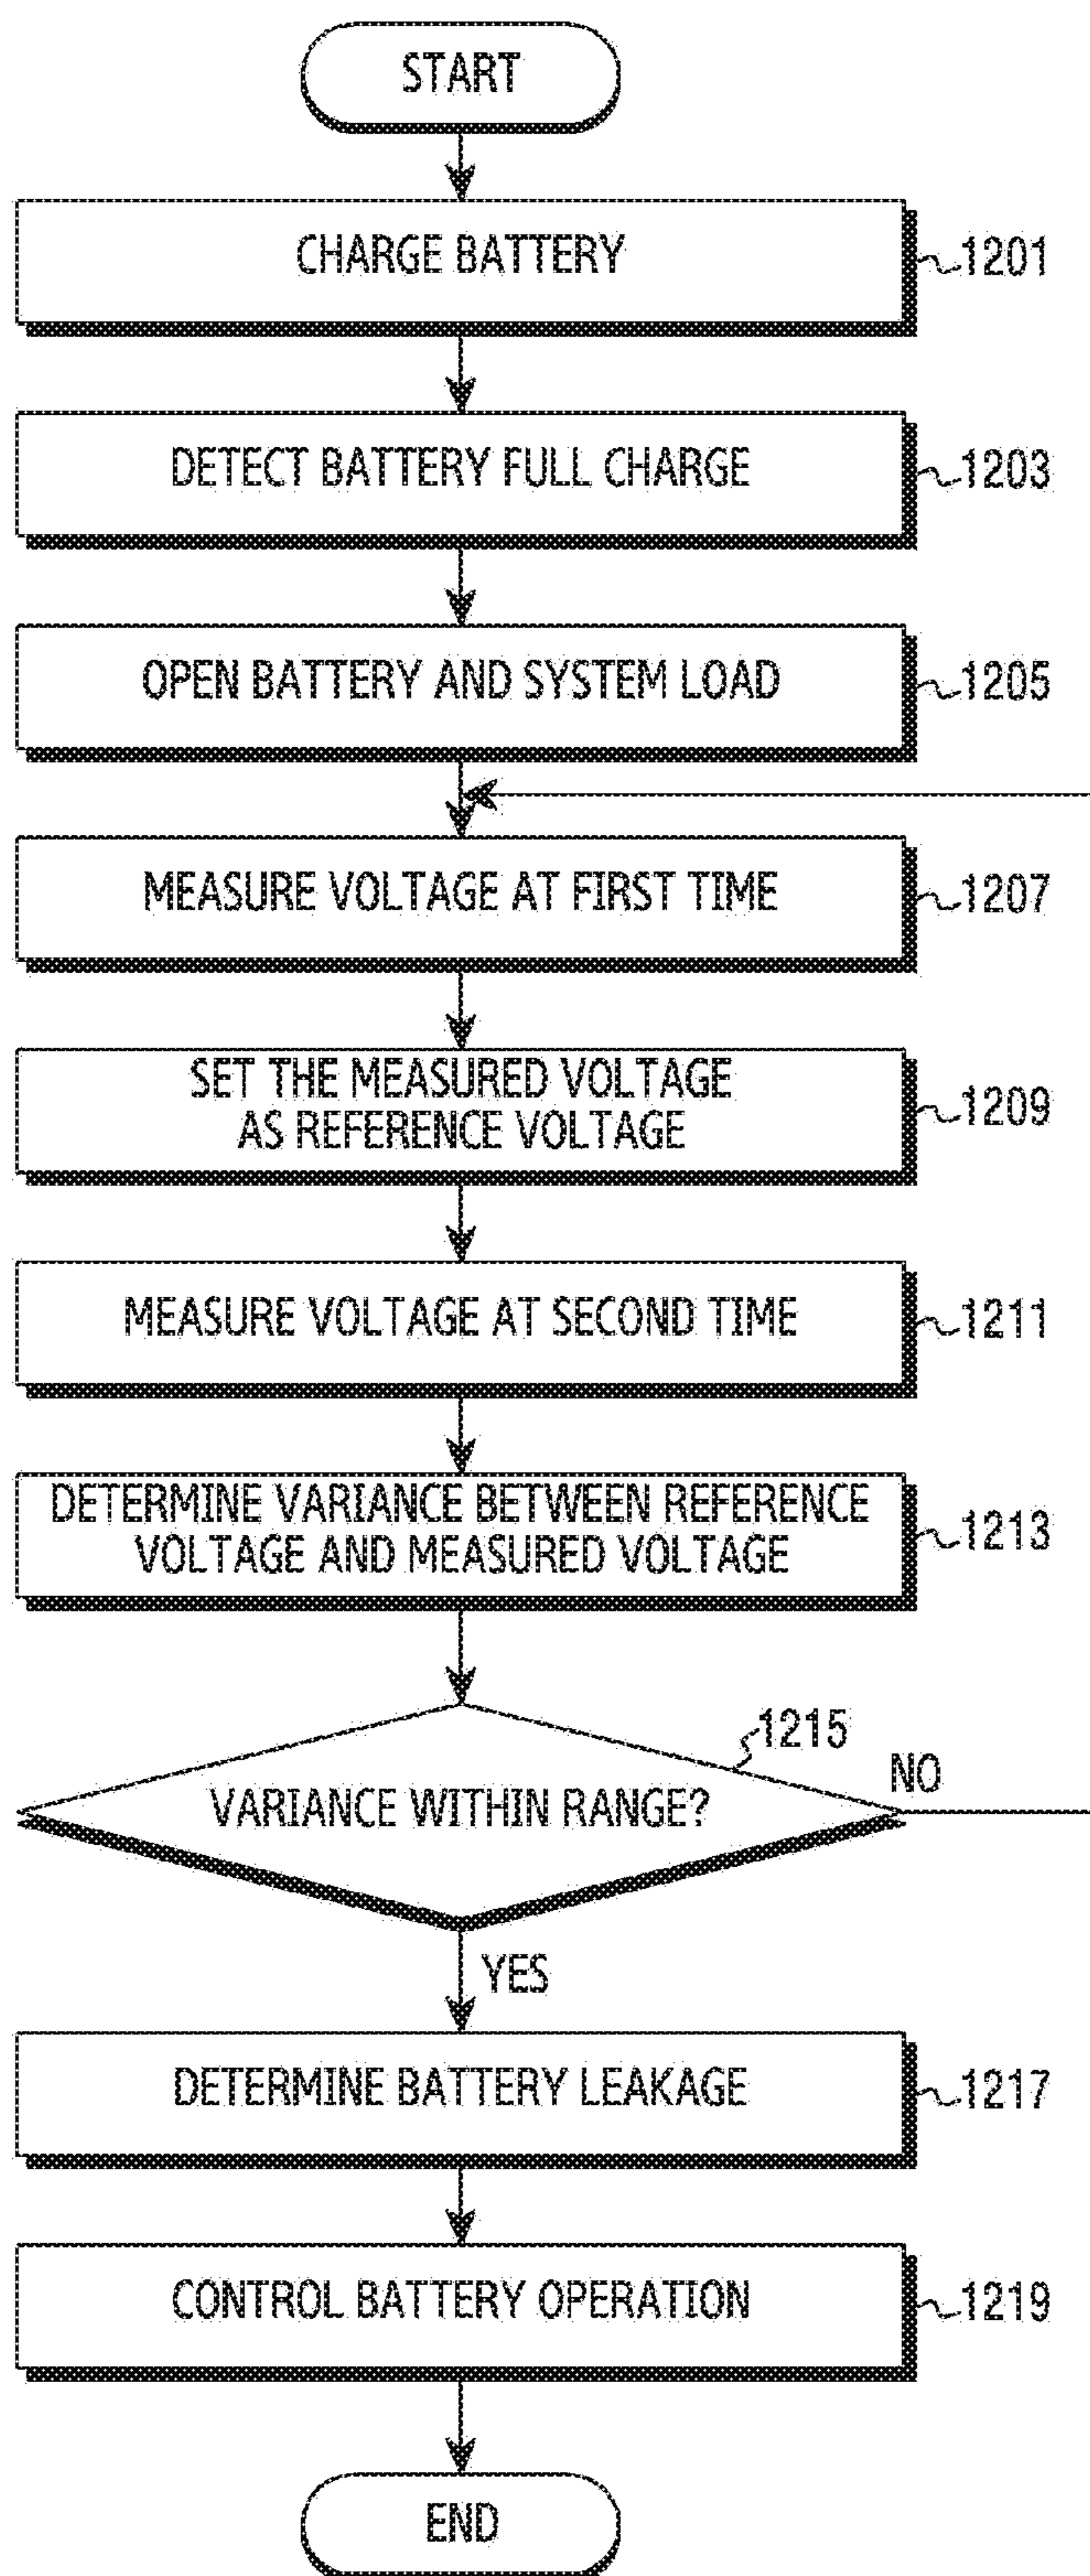 START
CHARGE BATTERY
1201
DETECT BATTERY FULL CHARGE
1203
OPEN BATTERY AND SYSTEM LOAD
1205
MEASURE VOLTAGE AT FIRST TIME
1207
SET THE MEASURED VOLTAGE
AS REFERENCE VOLTAGE
1209
MEASURE VOLTAGE AT SECOND TIME
1211
DETERMINE VARIANCE BETWEEN REFERENCE
VOLTAGE AND MEASURED VOLTAGE
1213
1215
NO
VARIANCE WITHIN RANGE?
YES
DETERMINE BATTERY LEAKAGE
1217
CONTROL BATTERY OPERATION
1219
END